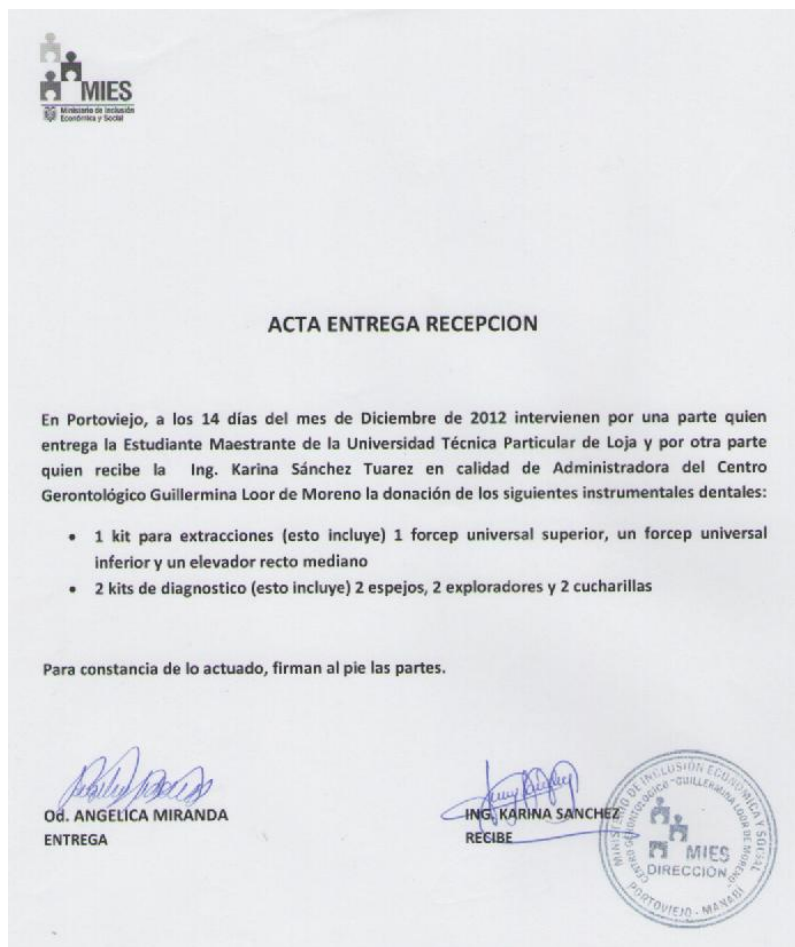 MIES
Ministerio de Inclusión
Económica y Social
ACTA ENTREGA RECEPCION
En Portoviejo, a los 14 días del mes de Diciembre de 2012 intervienen por una parte quien
entrega la Estudiante Maestrante de la Universidad Técnica Particular de Loja y por otra parte
quien recibe la Ing. Karina Sánchez Tuarez en calidad de Administradora del Centro
Gerontológico Guillermina Loor de Moreno la donación de los siguientes instrumentales dentales:
• 1 kit para extracciones (esto incluye) 1 forcep universal superior, un forcep universal
inferior y un elevador recto mediano
• 2 kits de diagnostico (esto incluye) 2 espejos, 2 exploradores y 2 cucharillas
Para constancia de lo actuado, firman al pie las partes.
Od. ANGELICA MIRANDA
ENTREGA
ING. KARINA SANCHEZ
RECIBE
MINISTERIO DE INCLUSIÓN ECONÓMICA Y SOCIAL
CENTRO GERONTOLÓGICO "GUILLERMINA LOOR DE MORENO"
MIES
DIRECCION
PORTOVIEJO - MANABÍ